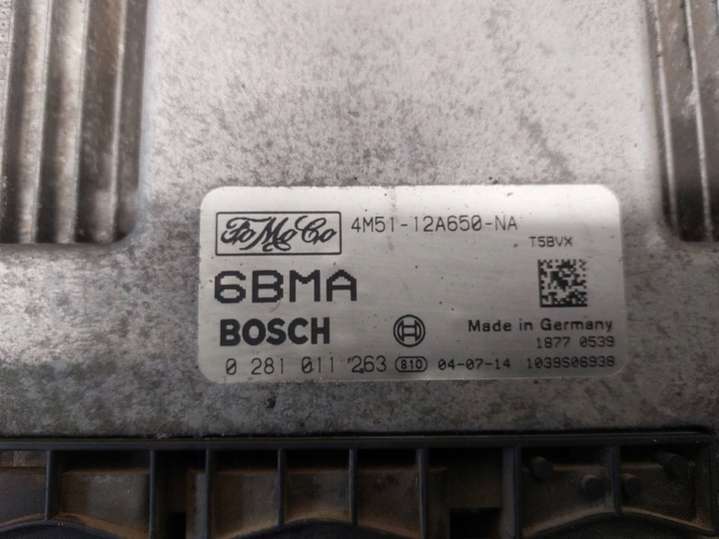 FoMoCo 4M51-12A650-NA
T5BVX
6BMA
BOSCH
Made in Germany
1877 0539
0 281 011 263 810 04-07-14 1039S06938